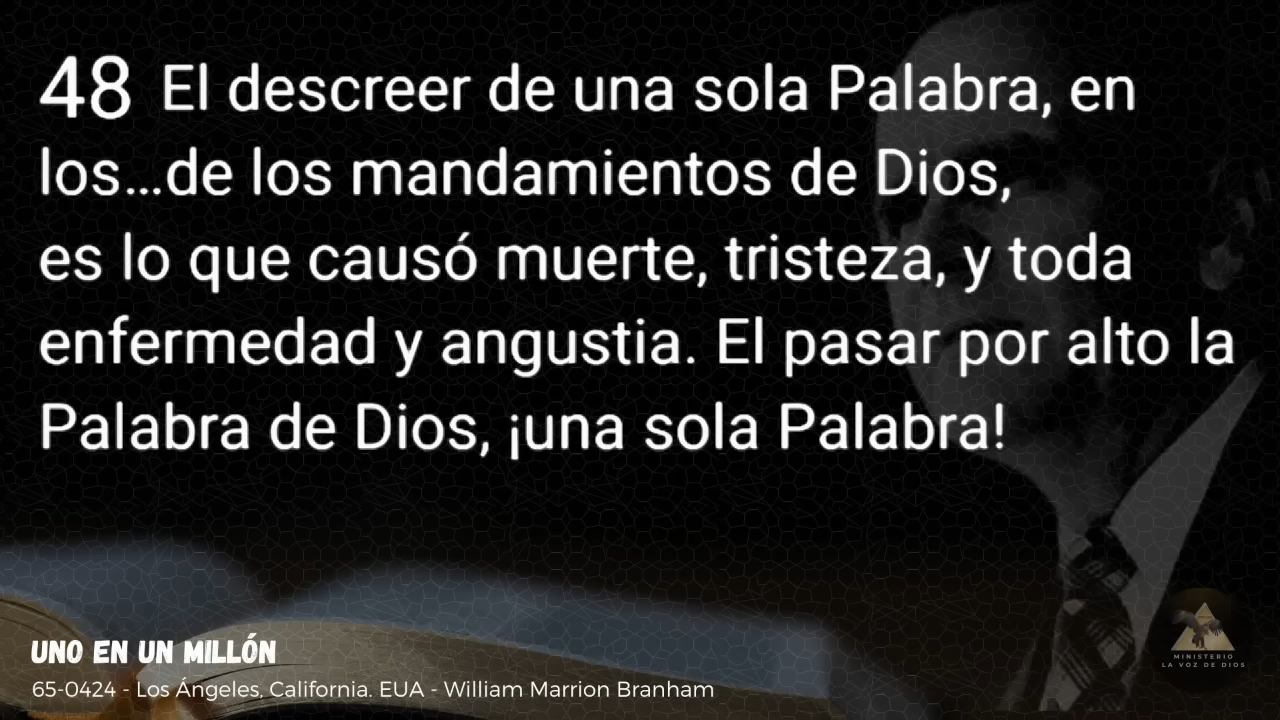 48 El descreer de una sola Palabra, en
los...de los mandamientos de Dios,
es lo que causó muerte, tristeza, y toda
enfermedad y angustia. El pasar por alto la
Palabra de Dios, ¡una sola Palabra!
UNO EN UN MILLÓN
65-0424 - Los Ángeles, California. EUA - William Marrion Branham
MINISTERIO
LA VOZ DE DIOS